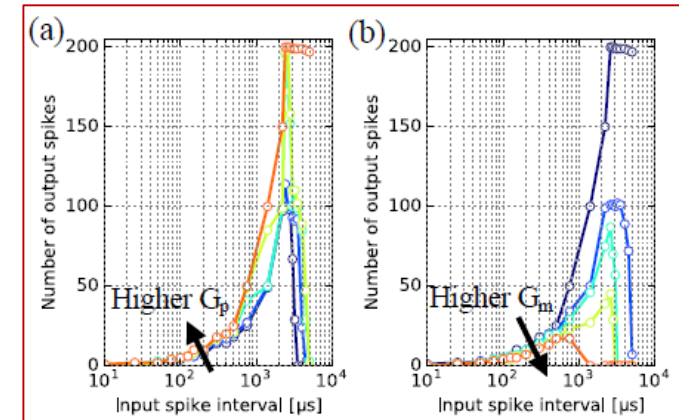 (a)
(b)
Number of output spikes
200
150
100
50
0
Higher Gp
10¹
10²
10³
10⁴
Input spike interval [µs]
Number of output spikes
200
150
100
50
0
Higher Gm
10¹
10²
10³
10⁴
Input spike interval [µs]